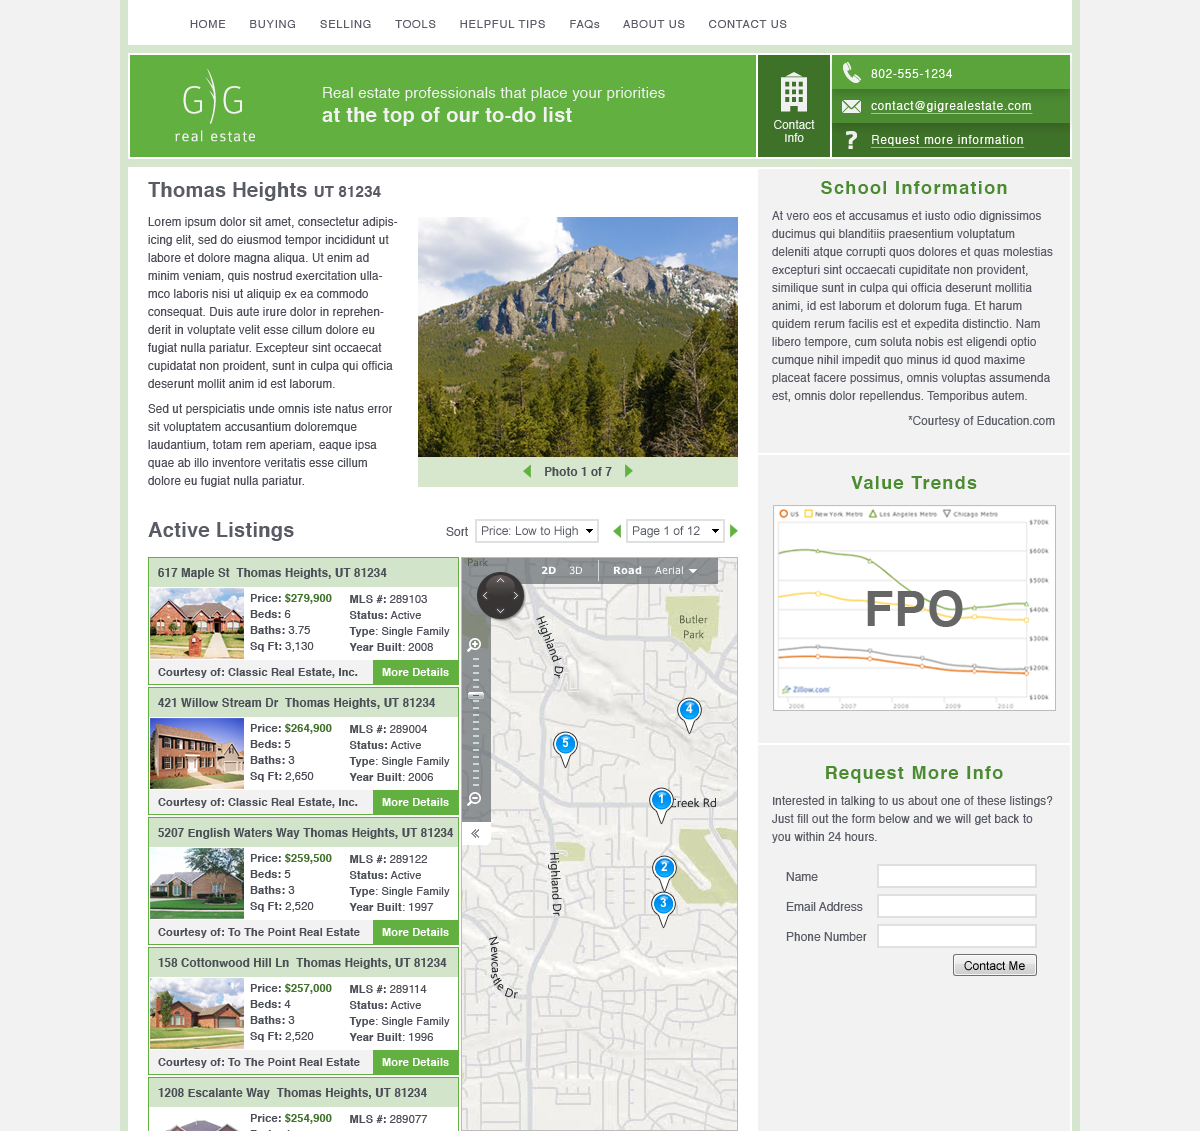 HOME BUYING SELLING TOOLS HELPFUL TIPS FAQs ABOUT US CONTACT US
G G
real estate
Real estate professionals that place your priorities
at the top of our to-do list
Contact
Info
802-555-1234
contact@gigrealestate.com
? Request more information
Thomas Heights UT 81234
Lorem ipsum dolor sit amet, consectetur adipis-
icing elit, sed do eiusmod tempor incididunt ut
labore et dolore magna aliqua. Ut enim ad
minim veniam, quis nostrud exercitation ulla-
mco laboris nisi ut aliquip ex ea commodo
consequat. Duis aute irure dolor in reprehen-
derit in voluptate velit esse cillum dolore eu
fugiat nulla pariatur. Excepteur sint occaecat
cupidatat non proident, sunt in culpa qui officia
deserunt mollit anim id est laborum.
Sed ut perspiciatis unde omnis iste natus error
sit voluptatem accusantium doloremque
laudantium, totam rem aperiam, eaque ipsa
quae ab illo inventore veritatis esse cillum
dolore eu fugiat nulla pariatur.
Photo 1 of 7
Active Listings
Sort Price: Low to High Page 1 of 12
617 Maple St Thomas Heights, UT 81234
Price: $279,900 MLS #: 289103
Beds: 6 Status: Active
Baths: 3.75 Type: Single Family
Sq Ft: 3,130 Year Built: 2008
Courtesy of: Classic Real Estate, Inc. More Details
421 Willow Stream Dr Thomas Heights, UT 81234
Price: $264,900 MLS #: 289004
Beds: 5 Status: Active
Baths: 3 Type: Single Family
Sq Ft: 2,650 Year Built: 2006
Courtesy of: Classic Real Estate, Inc. More Details
5207 English Waters Way Thomas Heights, UT 81234
Price: $259,500 MLS #: 289122
Beds: 5 Status: Active
Baths: 3 Type: Single Family
Sq Ft: 2,520 Year Built: 1997
Courtesy of: To The Point Real Estate More Details
158 Cottonwood Hill Ln Thomas Heights, UT 81234
Price: $257,000 MLS #: 289114
Beds: 4 Status: Active
Baths: 3 Type: Single Family
Sq Ft: 2,520 Year Built: 1996
Courtesy of: To The Point Real Estate More Details
1208 Escalante Way Thomas Heights, UT 81234
Price: $254,900 MLS #: 289077
Park
2D 3D Road Aerial
Butler
Park
Highland Dr
4
5
1 Creek Rd
2
3
Highland Dr
Newcastle Dr
School Information
At vero eos et accusamus et iusto odio dignissimos
ducimus qui blanditiis praesentium voluptatum
deleniti atque corrupti quos dolores et quas molestias
excepturi sint occaecati cupiditate non provident,
similique sunt in culpa qui officia deserunt mollitia
animi, id est laborum et dolorum fuga. Et harum
quidem rerum facilis est et expedita distinctio. Nam
libero tempore, cum soluta nobis est eligendi optio
cumque nihil impedit quo minus id quod maxime
placeat facere possimus, omnis voluptas assumenda
est, omnis dolor repellendus. Temporibus autem.
*Courtesy of Education.com
Value Trends
US New York Metro Los Angeles Metro Chicago Metro
$700k
$600k
$500k
$400k
$300k
$200k
$100k
FPO
Zillow.com
2006 2007 2008 2009 2010
Request More Info
Interested in talking to us about one of these listings?
Just fill out the form below and we will get back to
you within 24 hours.
Name
Email Address
Phone Number
Contact Me